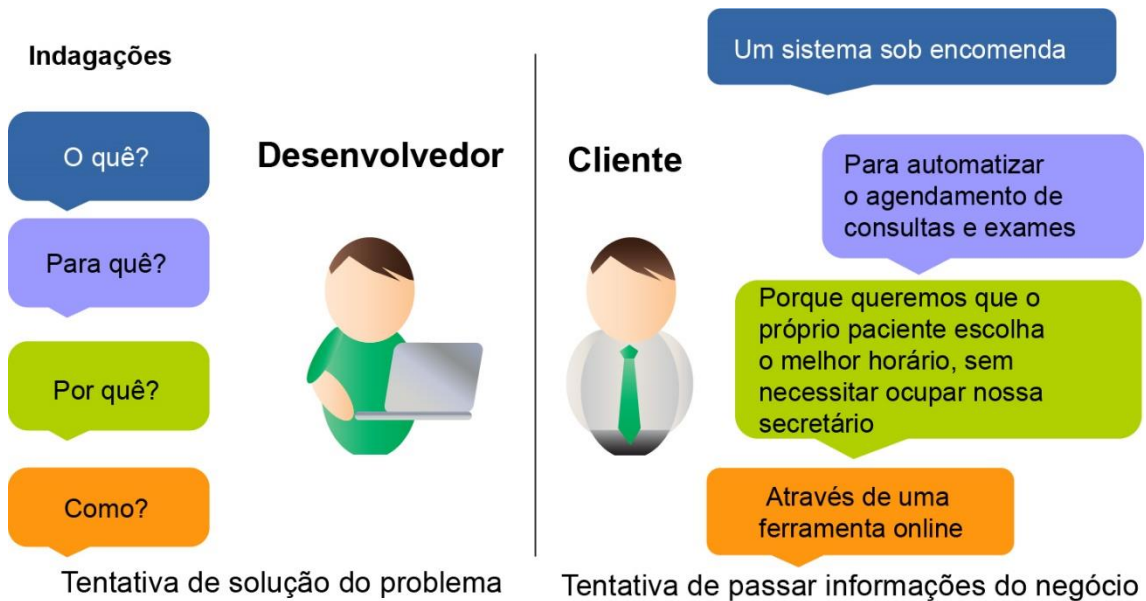 Indagações
O quê?
Para quê?
Por quê?
Como?
Desenvolvedor
Tentativa de solução do problema
Cliente
Um sistema sob encomenda
Para automatizar
o agendamento de
consultas e exames
Porque queremos que o
próprio paciente escolha
o melhor horário, sem
necessitar ocupar nossa
secretário
Através de uma
ferramenta online
Tentativa de passar informações do negócio